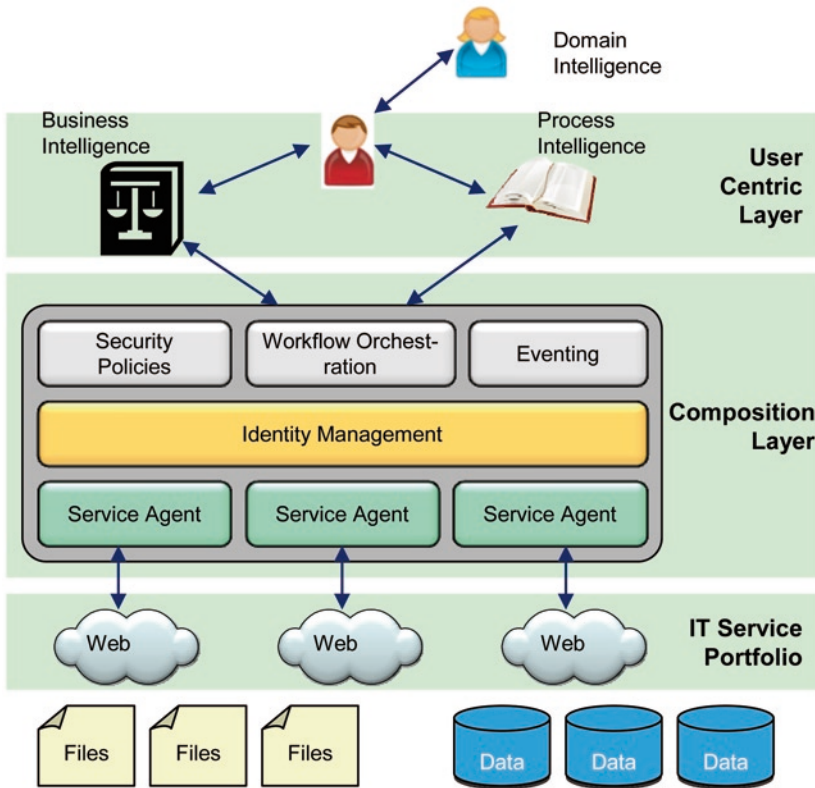 Domain
Intelligence
Business
Intelligence
Process
Intelligence
User
Centric
Layer
Security
Policies
Workflow Orchest-
ration
Eventing
Identity Management
Composition
Layer
Service Agent
Service Agent
Service Agent
Web
Web
Web
IT Service
Portfolio
Files
Files
Files
Data
Data
Data